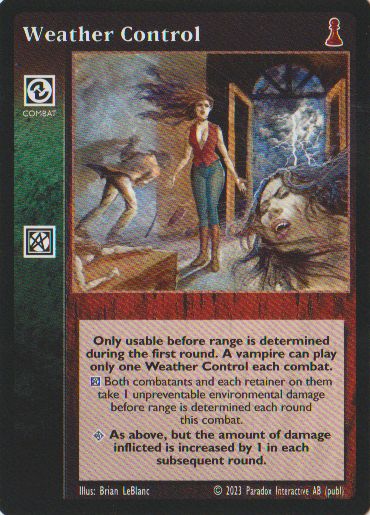 Weather Control
COMBAT
Only usable before range is determined
during the first round. A vampire can play
only one Weather Control each combat.
Both combatants and each retainer on them
take 1 unpreventable environmental damage
before range is determined each round
this combat.
As above, but the amount of damage
inflicted is increased by 1 in each
subsequent round.
Illus: Brian LeBlanc
© 2023 Paradox Interactive AB (publ)